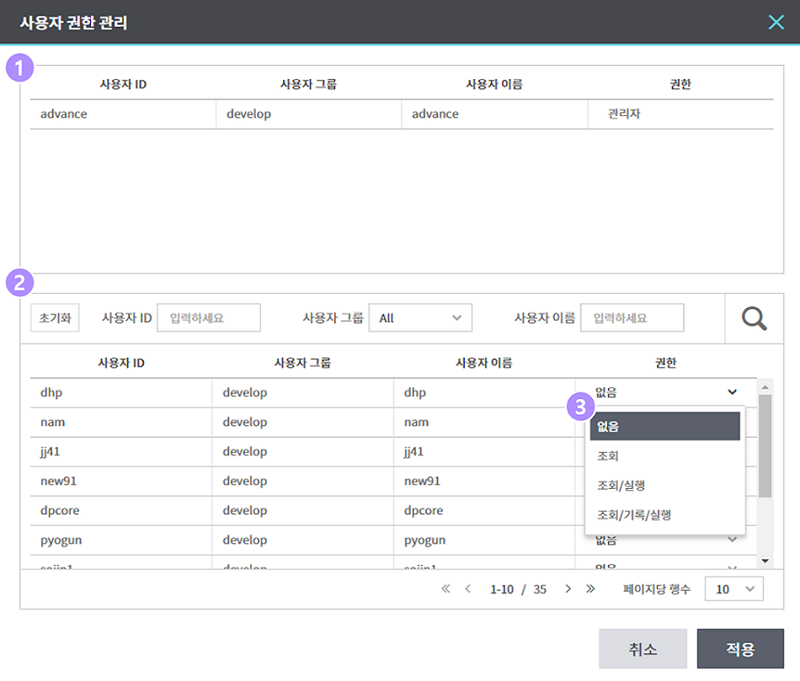 사용자 권한 관리
1
사용자 ID 사용자 그룹 사용자 이름 권한
advance develop advance 관리자
2
초기화 사용자 ID 입력하세요 사용자 그룹 All 사용자 이름 입력하세요
사용자 ID 사용자 그룹 사용자 이름 권한
dhp develop dhp 없음
3
nam develop nam 없음
jj41 develop jj41 조회
new91 develop new91 조회/실행
dpcore develop dpcore 조회/기록/실행
pyogun develop pyogun 없음
develop 없음
« ‹ 1-10 / 35 › » 페이지당 행수 10
취소 적용